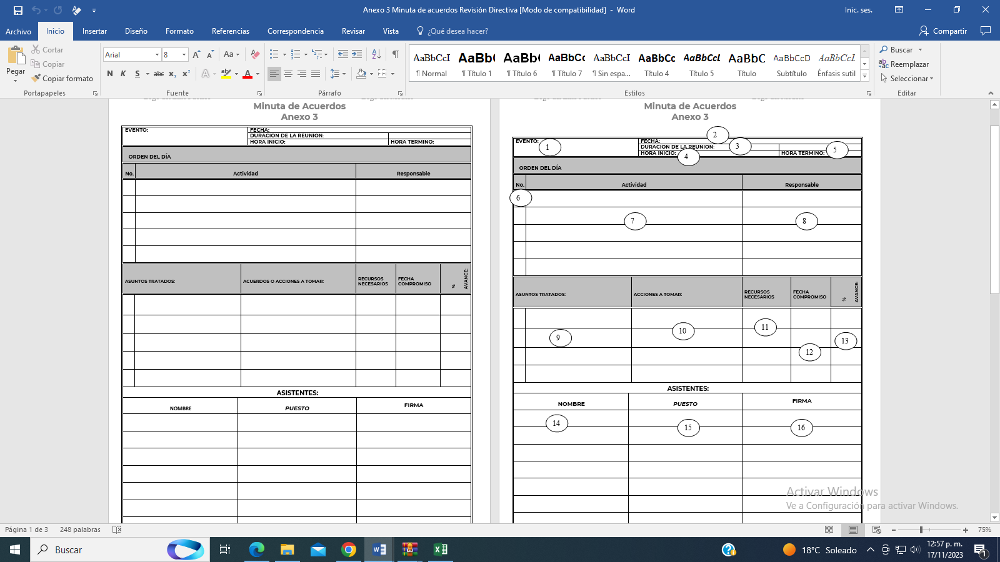 Anexo 3 Minuta de acuerdos Revisión Directiva [Modo de compatibilidad] - Word
Inic. ses.
Archivo Inicio Insertar Diseño Formato Referencias Correspondencia Revisar Vista ¿Qué desea hacer? Compartir
Pegar
Cortar
Copiar
Copiar formato
Portapapeles
Arial 8 Aa
N K S abc x₂ x² A ab A
Fuente
Párrafo
AaBbCcI AaBb( AaBb( AaBbCc AaBbCcI AaBbCc AaBbCcL AaBbC AaBbCcD AaBbCcL
¶ Normal ¶ Título 1 ¶ Título 6 ¶ Título 7 ¶ Sin espa... Título 4 Título 5 Título Subtítulo Énfasis sutil
Estilos
Buscar
Reemplazar
Seleccionar
Editar
Minuta de Acuerdos
Anexo 3
EVENTO: FECHA:
DURACION DE LA REUNION:
HORA INICIO: HORA TERMINO:
ORDEN DEL DÍA
No. Actividad Responsable
ASUNTOS TRATADOS: ACUERDOS O ACCIONES A TOMAR: RECURSOS NECESARIOS FECHA COMPROMISO % AVANCE:
ASISTENTES:
NOMBRE PUESTO FIRMA
Minuta de Acuerdos
Anexo 3
EVENTO: 1 FECHA: 2
DURACION DE LA REUNION: 3
HORA INICIO: 4 HORA TERMINO: 5
ORDEN DEL DÍA
No. Actividad Responsable
6
7 8
ASUNTOS TRATADOS: ACCIONES A TOMAR: RECURSOS NECESARIOS FECHA COMPROMISO % AVANCE:
9 10 11 12 13
ASISTENTES:
NOMBRE PUESTO FIRMA
14 15 16
Activar Windows
Ve a Configuración para activar Windows.
Página 1 de 3 248 palabras 75%
Buscar
18°C Soleado
12:57 p. m.
17/11/2023
1